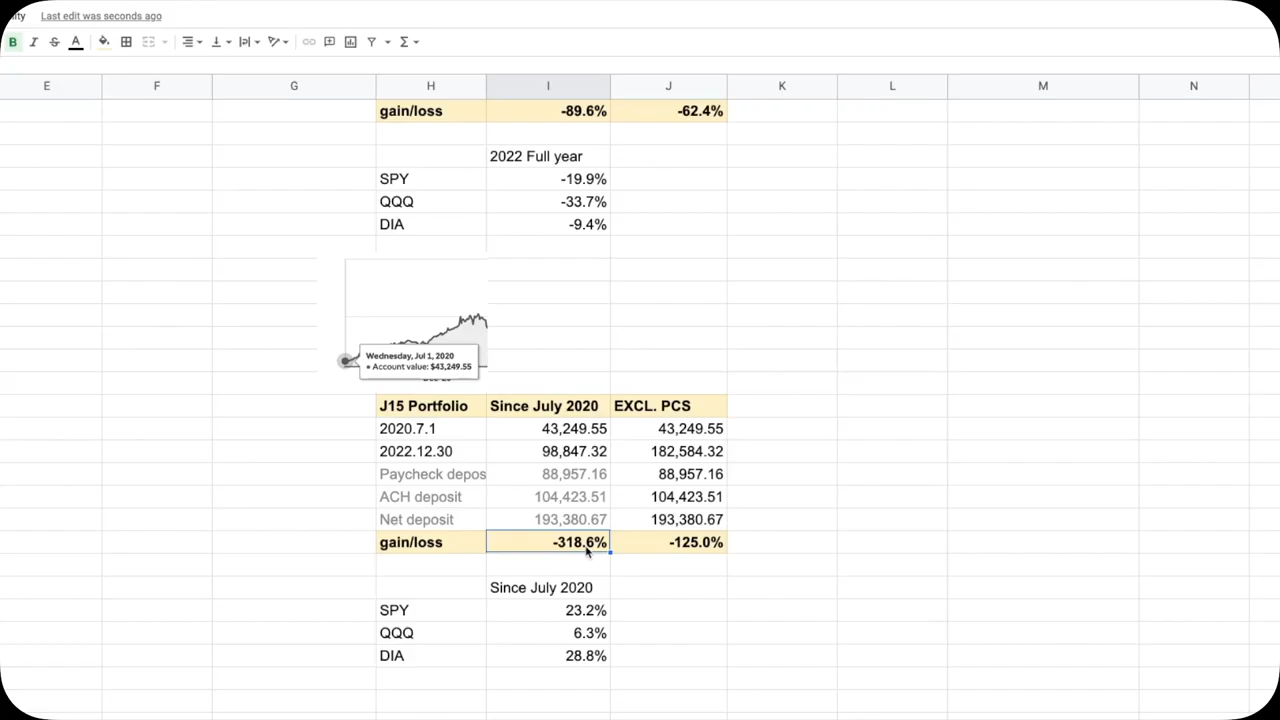 ity Last edit was seconds ago
B I S A Σ
E F G H I J K L M N
gain/loss -89.6% -62.4%
2022 Full year
SPY -19.9%
QQQ -33.7%
DIA -9.4%
Wednesday, Jul 1, 2020
• Account value: $43,249.55
J15 Portfolio Since July 2020 EXCL. PCS
2020.7.1 43,249.55 43,249.55
2022.12.30 98,847.32 182,584.32
Paycheck depos 88,957.16 88,957.16
ACH deposit 104,423.51 104,423.51
Net deposit 193,380.67 193,380.67
gain/loss -318.6% -125.0%
Since July 2020
SPY 23.2%
QQQ 6.3%
DIA 28.8%